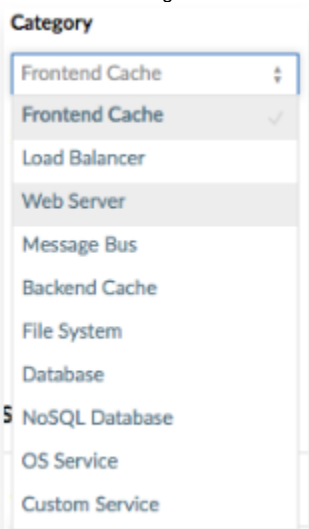 Category
Frontend Cache
Frontend Cache
Load Balancer
Web Server
Message Bus
Backend Cache
File System
Database
NoSQL Database
OS Service
Custom Service